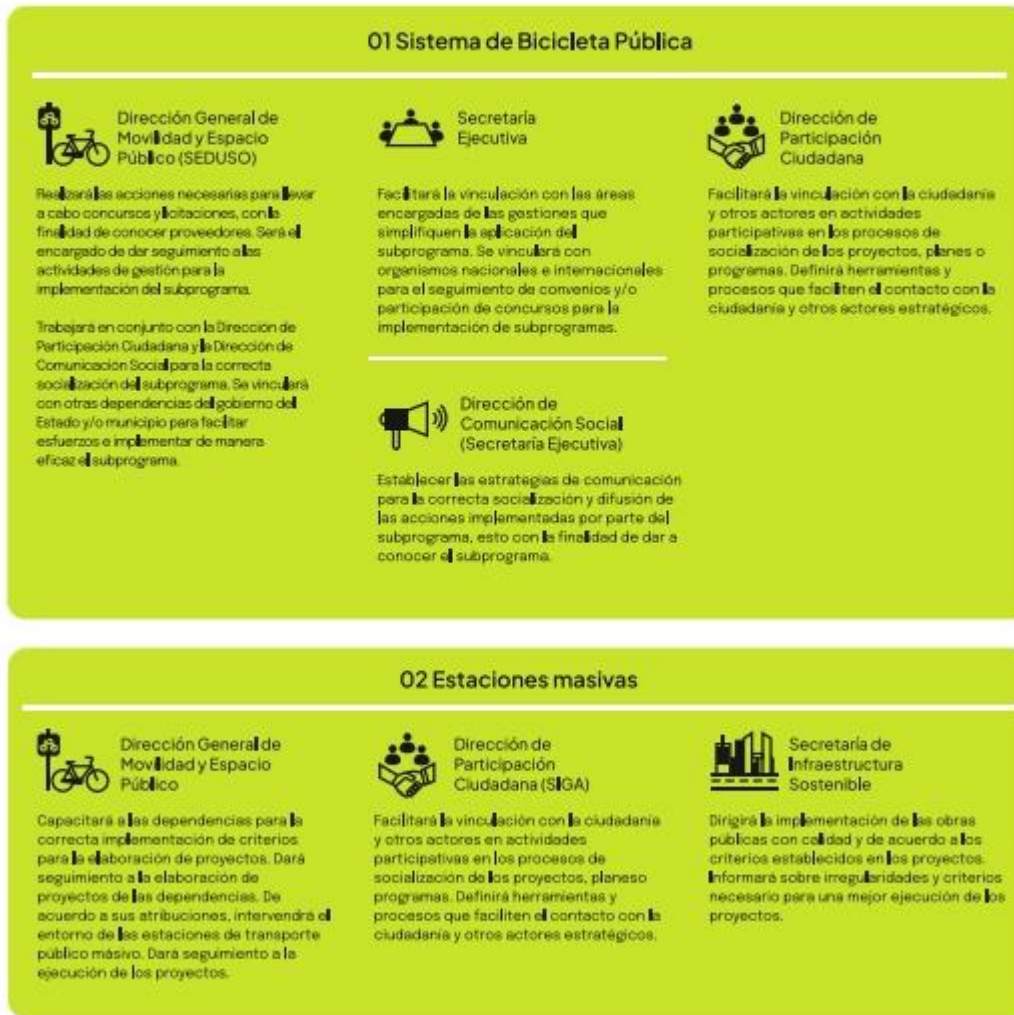 01 Sistema de Bicicleta Pública
Dirección General de
Movilidad y Espacio
Público (SEDUSO)
Realizará las acciones necesarias para llevar
a cabo concursos y licitaciones, con la
finalidad de conocer proveedores. Será el
encargado de dar seguimiento a las
actividades de gestión para la
implementación del subprograma.
Trabajará en conjunto con la Dirección de
Participación Ciudadana y la Dirección de
Comunicación Social para la correcta
socialización del subprograma. Se vinculará
con otras dependencias del gobierno del
Estado y/o municipio para facilitar
esfuerzos e implementar de manera
eficaz el subprograma.
Secretaría
Ejecutiva
Facilitará la vinculación con las áreas
encargadas de las gestiones que
simplifiquen la aplicación del
subprograma. Se vinculará con
organismos nacionales e internacionales
para el seguimiento de convenios y/o
participación de concursos para la
implementación de subprogramas.
Dirección de
Comunicación Social
(Secretaría Ejecutiva)
Establecer las estrategias de comunicación
para la correcta socialización y difusión de
las acciones implementadas por parte del
subprograma, esto con la finalidad de dar a
conocer el subprograma.
Dirección de
Participación
Ciudadana
Facilitará la vinculación con la ciudadanía
y otros actores en actividades
participativas en los procesos de
socialización de los proyectos, planes o
programas. Definirá herramientas y
procesos que faciliten el contacto con la
ciudadanía y otros actores estratégicos.
02 Estaciones masivas
Dirección General de
Movilidad y Espacio
Público
Capacitará a las dependencias para la
correcta implementación de criterios
para la elaboración de proyectos. Dará
seguimiento a la elaboración de
proyectos de las dependencias. De
acuerdo a sus atribuciones, intervendrá el
entorno de las estaciones de transporte
público másivo. Dará seguimiento a la
ejecución de los proyectos.
Dirección de
Participación
Ciudadana (SIGA)
Facilitará la vinculación con la ciudadanía
y otros actores en actividades
participativas en los procesos de
socialización de los proyectos, planeso
programas. Definirá herramientas y
procesos que faciliten el contacto con la
ciudadanía y otros actores estratégicos.
Secretaría de
Infraestructura
Sostenible
Dirigirá la implementación de las obras
públicas con calidad y de acuerdo a los
criterios establecidos en los proyectos.
Informará sobre irregularidades y criterios
necesario para una mejor ejecución de los
proyectos.